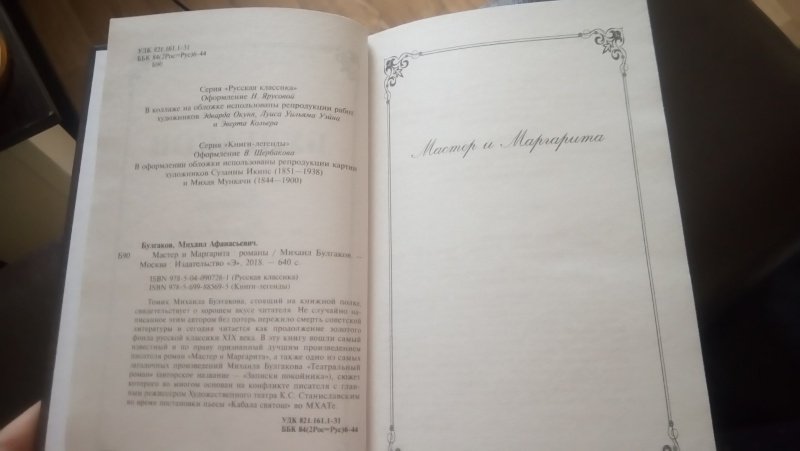 УДК 821.161.1-31
ББК 84(2Рос=Рус)6-44
Б90
Серия «Русская классика»
Оформление Н. Ярусовой
В коллаже на обложке использованы репродукции работ
художников Эдварда Окуня, Луиса Уильяма Уэйна
и Эверта Кольера
Серия «Книги-легенды»
Оформление В. Щербакова
В оформлении обложки использованы репродукции картин
художников Сузанны Икинс (1851—1938)
и Михая Мункачи (1844—1900)
Булгаков, Михаил Афанасьевич.
Б90 Мастер и Маргарита : романы / Михаил Булгаков. —
Москва : Издательство «Э», 2018. — 640 с.
ISBN 978-5-04-090728-1 (Русская классика)
ISBN 978-5-699-88569-5 (Книги-легенды)
Томик Михаила Булгакова, стоящий на книжной полке,
свидетельствует о хорошем вкусе читателя. Не случайно на-
писанное этим автором без потерь пережило смерть советской
литературы и сегодня читается как продолжение золотого
фонда русской классики XIX века. В эту книгу вошли самый
известный и по праву признанный лучшим произведением
писателя роман «Мастер и Маргарита», а также одно из самых
загадочных произведений Михаила Булгакова «Театральный
роман» (авторское название — «Записки покойника»), сюжет
которого во многом основан на конфликте писателя с глав-
ным режиссером Художественного театра К.С. Станиславским
во время постановки пьесы «Кабала святош» во МХАТе.
УДК 821.161.1-31
ББК 84(2Рос=Рус)6-44
Мастер и Маргарита